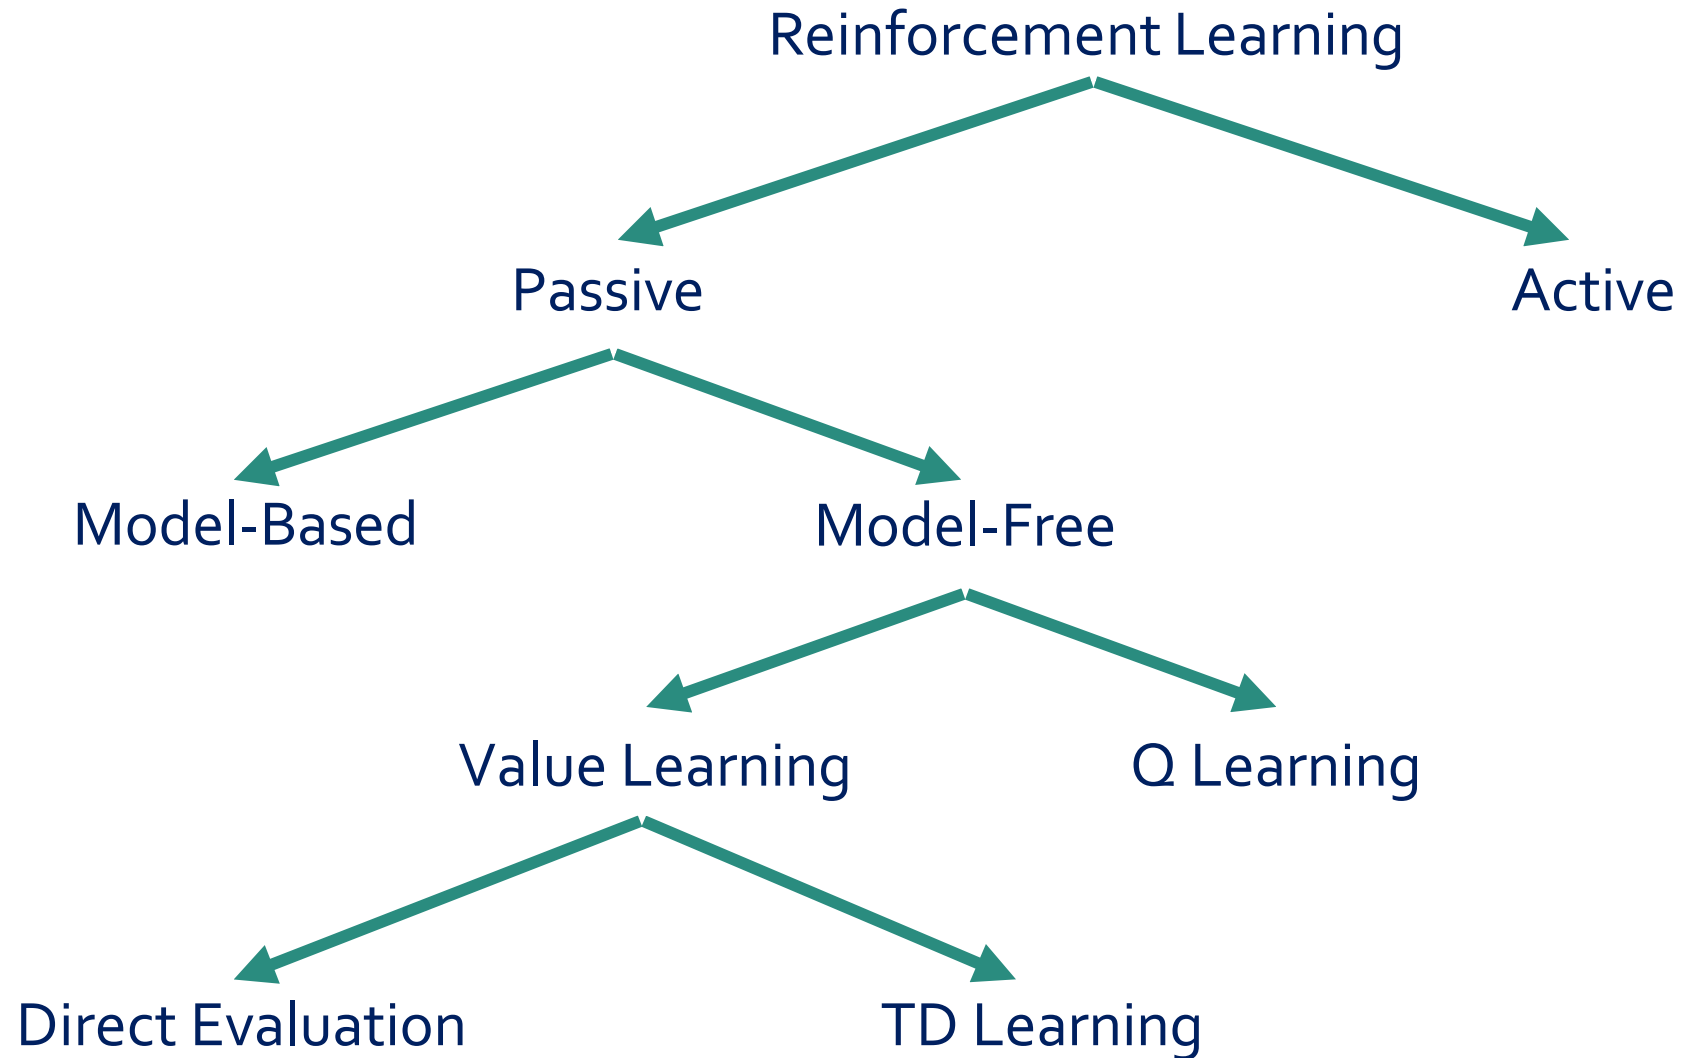 Reinforcement Learning
Passive
Active
Model-Based
Model-Free
Value Learning
Q Learning
Direct Evaluation
TD Learning